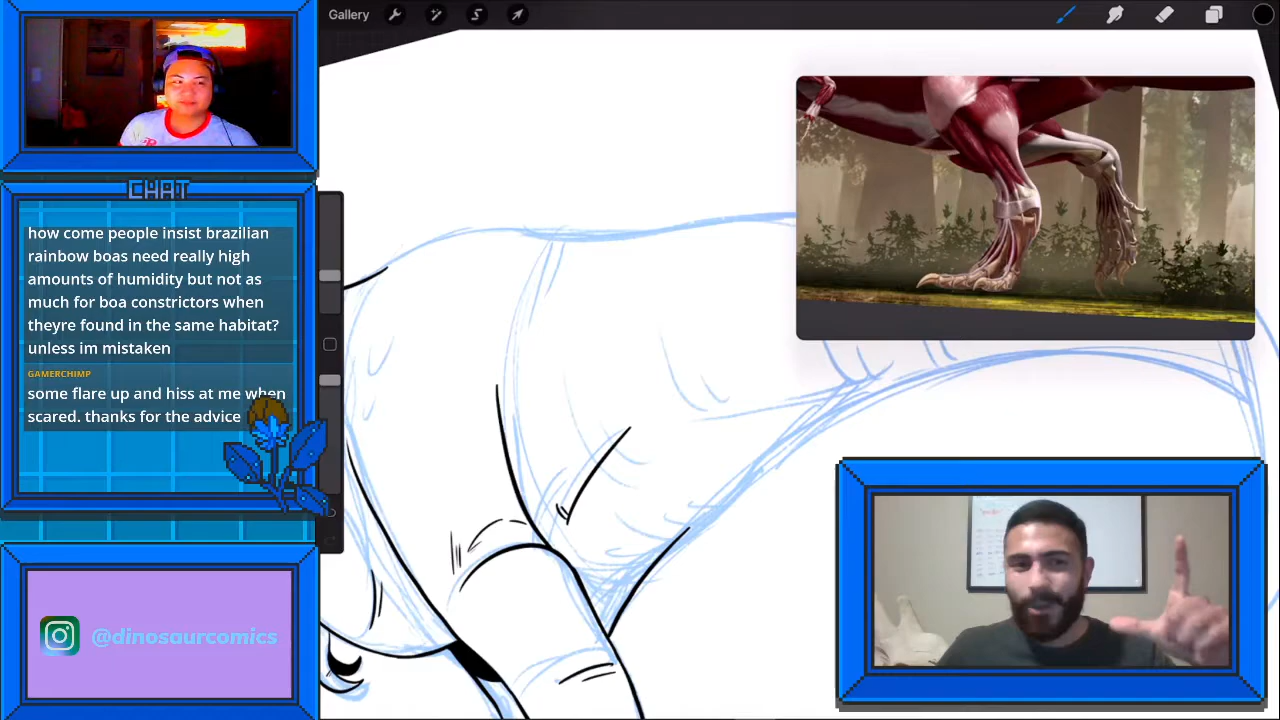 Gallery
CHAT
how come people insist brazilian
rainbow boas need really high
amounts of humidity but not as
much for boa constrictors when
theyre found in the same habitat?
unless im mistaken
GAMERCHIMP
some flare up and hiss at me when
scared. thanks for the advice
@dinosaurcomics